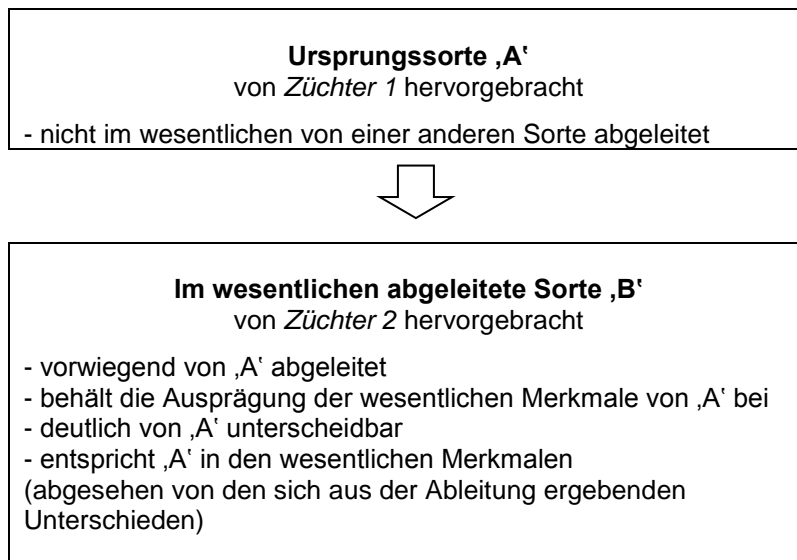 Ursprungssorte ‚A‘
von Züchter 1 hervorgebracht
- nicht im wesentlichen von einer anderen Sorte abgeleitet
Im wesentlichen abgeleitete Sorte ‚B‘
von Züchter 2 hervorgebracht
- vorwiegend von ‚A‘ abgeleitet
- behält die Ausprägung der wesentlichen Merkmale von ‚A‘ bei
- deutlich von ‚A‘ unterscheidbar
- entspricht ‚A‘ in den wesentlichen Merkmalen
(abgesehen von den sich aus der Ableitung ergebenden
Unterschieden)